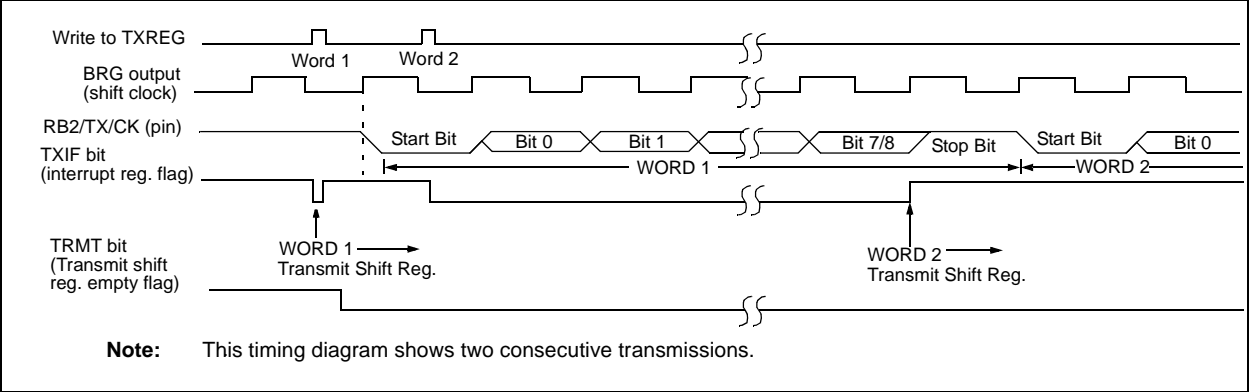 Write to TXREG
Word 1
Word 2
BRG output
(shift clock)
RB2/TX/CK (pin)
Start Bit
Bit 0
Bit 1
Bit 7/8
Stop Bit
Start Bit
Bit 0
WORD 1
WORD 2
TXIF bit
(interrupt reg. flag)
TRMT bit
(Transmit shift
reg. empty flag)
WORD 1
Transmit Shift Reg.
WORD 2
Transmit Shift Reg.
Note: This timing diagram shows two consecutive transmissions.